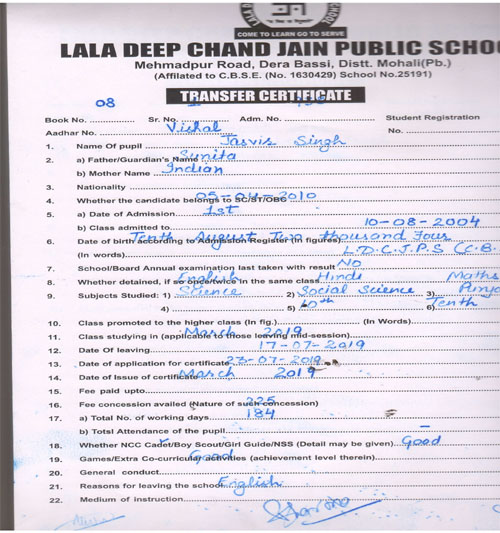 LALA DEEP CHAND JAIN PUBLIC SCHOO
COME TO LEARN GO TO SERVE
Mehmadpur Road, Dera Bassi, Distt. Mohali(Pb.)
(Affilated to C.B.S.E. (No. 1630429) School No.25191)
TRANSFER CERTIFICATE
08
Book No. Sr. No. Adm. No. Student Registration
Aadhar No. Vishal No.
1. Name Of pupil Jasvir Singh
2. a) Father/Guardian's Name Sunita
b) Mother Name Indian
3. Nationality
4. Whether the candidate belongs to SC/ST/OBC 05-04-2010
5. a) Date of Admission 1st
b) Class admitted to 10-08-2004
6. Date of birth according to Admission Register (In figures) Tenth August Two thousand Four
(In words) L.D.C.J.P.S (C.B.
7. School/Board Annual examination last taken with result NO
8. Whether detained, if so once/twice in the same class English Hindi Maths
9. Subjects Studied: 1) Science 2) Social Science 3) Punja
4) 5) 10th 6) Tenth
10. Class promoted to the higher class (In fig.) (In Words)
11. Class studying in (applicable to those leaving mid-session) March 2019
12. Date Of leaving 17-07-2019
13. Date of application for certificate 23-07-2019
14. Date of Issue of certificate March 2019
15. Fee paid upto
16. Fee concession availed (Nature of such concession) 225
17. a) Total No. of working days 184
b) Total Attendance of the pupil –
18. Whether NCC Cadet/Boy Scout/Girl Guide/NSS (Detail may be given) Good
19. Games/Extra Co-curricular activities (achievement level therein) Good
20. General conduct
21. Reasons for leaving the school English
22. Medium of instruction